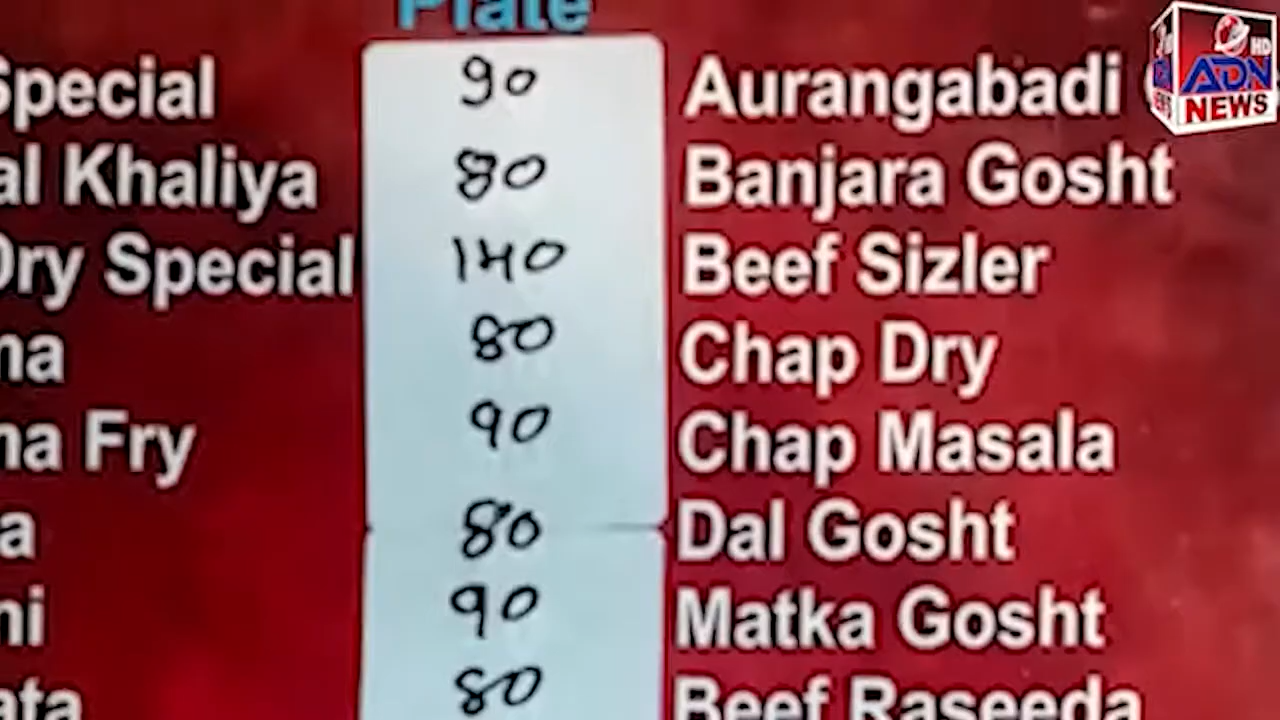 Plate
Special 90 Aurangabadi
al Khaliya 80 Banjara Gosht
Dry Special 140 Beef Sizler
na 80 Chap Dry
na Fry 90 Chap Masala
a 80 Dal Gosht
ni 90 Matka Gosht
ata 80 Beef Raseeda
HD
ADN
NEWS